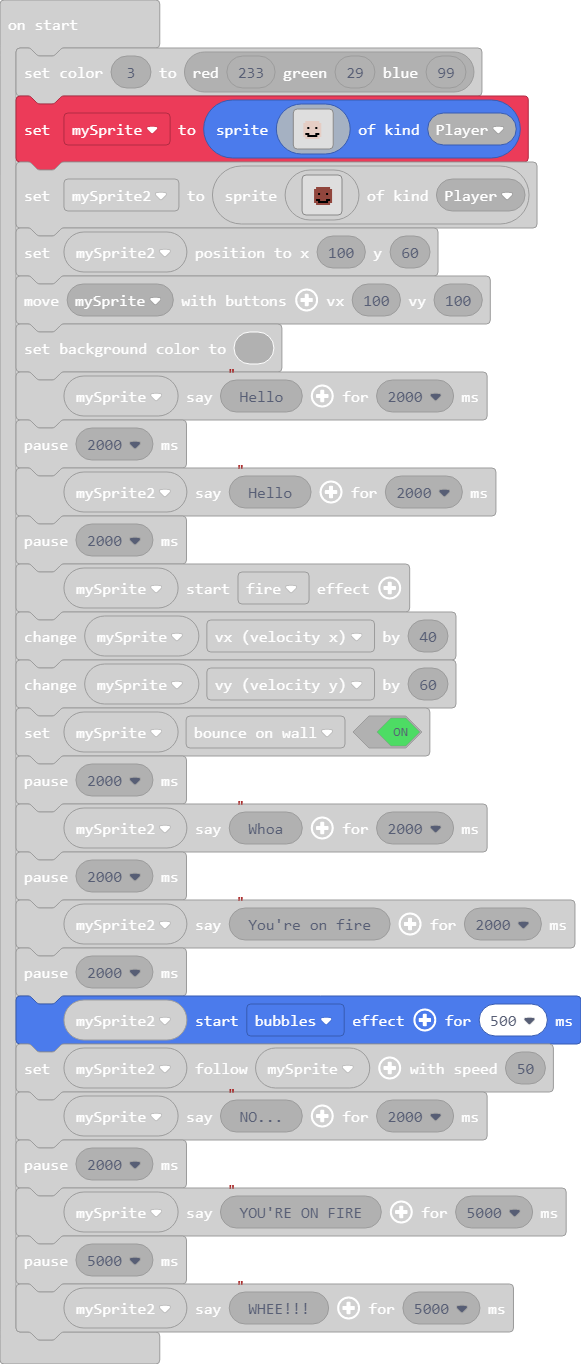 on start
set color 3 to red 233 green 29 blue 99
set mySprite to sprite of kind Player
set mySprite2 to sprite of kind Player
set mySprite2 position to x 100 y 60
move mySprite with buttons + vx 100 vy 100
set background color to
mySprite say "Hello + for 2000 ms
pause 2000 ms
mySprite2 say "Hello + for 2000 ms
pause 2000 ms
mySprite start fire effect +
change mySprite vx (velocity x) by 40
change mySprite vy (velocity y) by 60
set mySprite bounce on wall ON
pause 2000 ms
mySprite2 say "Whoa + for 2000 ms
pause 2000 ms
mySprite2 say "You're on fire + for 2000 ms
pause 2000 ms
mySprite2 start bubbles effect + for 500 ms
set mySprite2 follow mySprite + with speed 50
mySprite say "NO... + for 2000 ms
pause 2000 ms
mySprite say "YOU'RE ON FIRE + for 5000 ms
pause 5000 ms
mySprite2 say "WHEE!!! + for 5000 ms